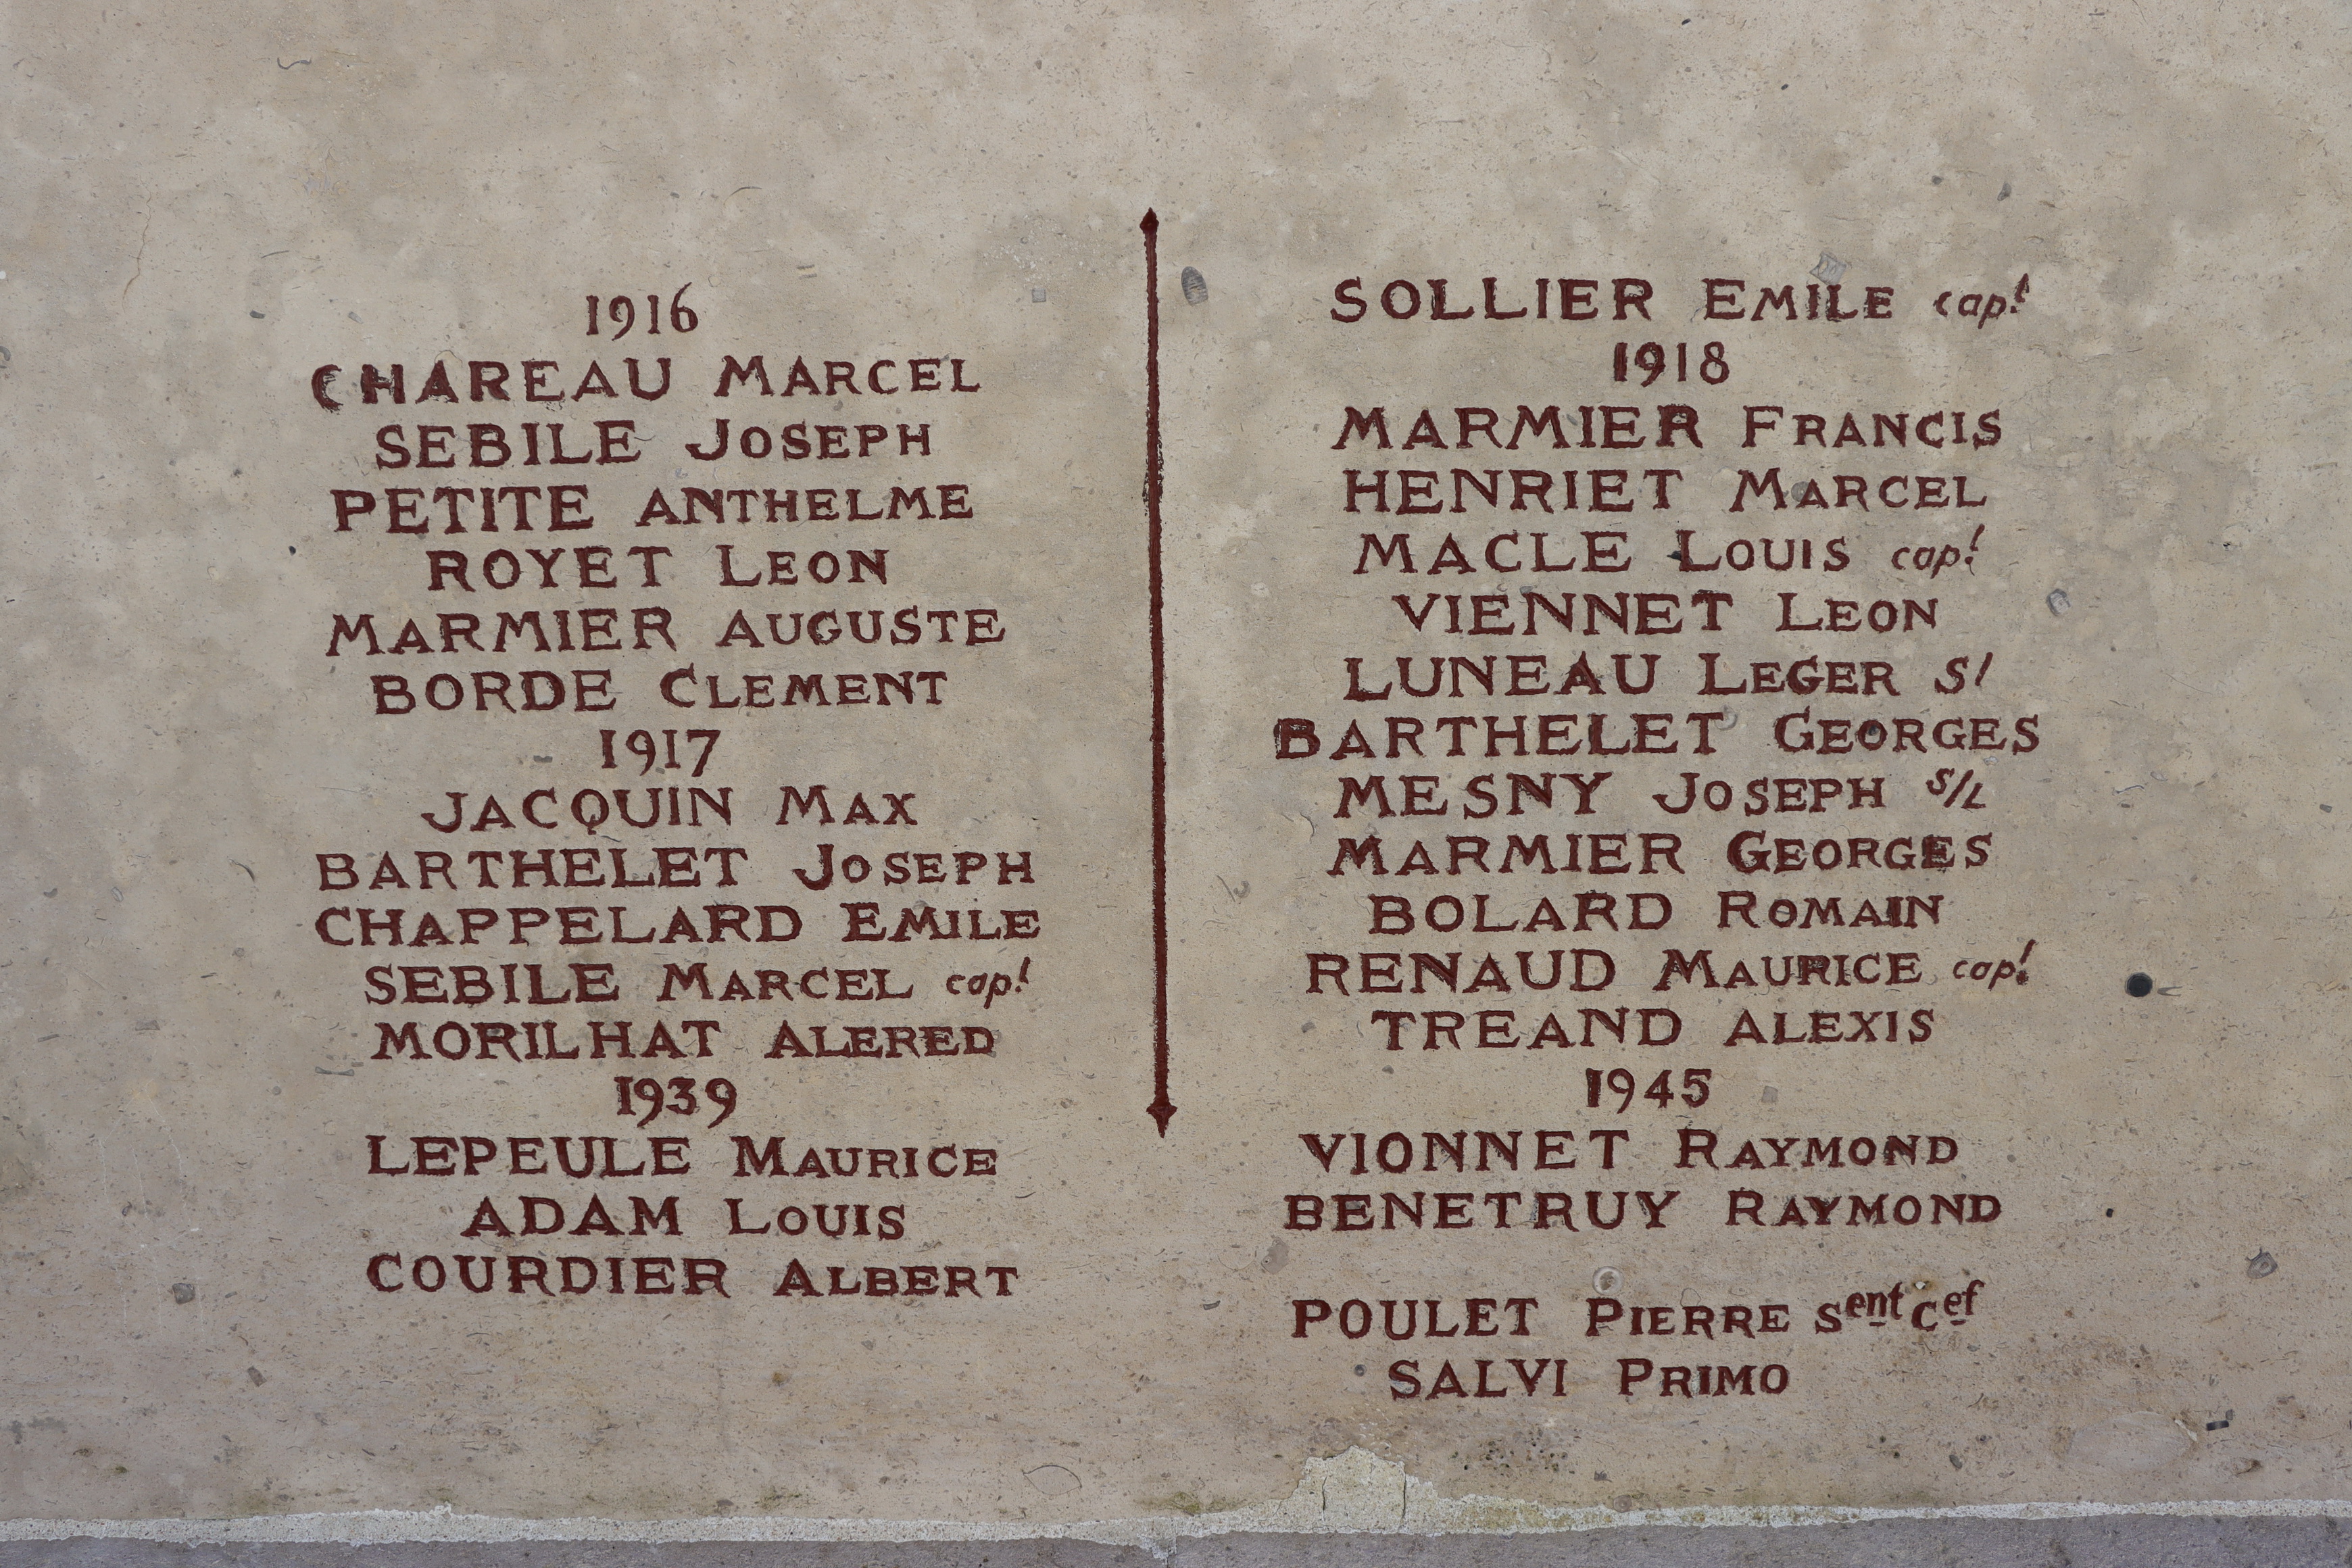 1916
CHAREAU MARCEL
SEBILE JOSEPH
PETITE ANTHELME
ROYET LEON
MARMIER AUGUSTE
BORDE CLEMENT
1917
JACQUIN MAX
BARTHELET JOSEPH
CHAPPELARD EMILE
SEBILE MARCEL cap!
MORILHAT ALERED
1939
LEPEULE MAURICE
ADAM LOUIS
COURDIER ALBERT
SOLLIER EMILE cap!
1918
MARMIER FRANCIS
HENRIET MARCEL
MACLE LOUIS cap!
VIENNET LEON
LUNEAU LEGER S!
BARTHELET GEORGES
MESNY JOSEPH S/L
MARMIER GEORGES
BOLARD ROMAIN
RENAUD MAURICE cap!
TREAND ALEXIS
1945
VIONNET RAYMOND
BENETRUY RAYMOND
POULET PIERRE Sent Cef
SALVI PRIMO